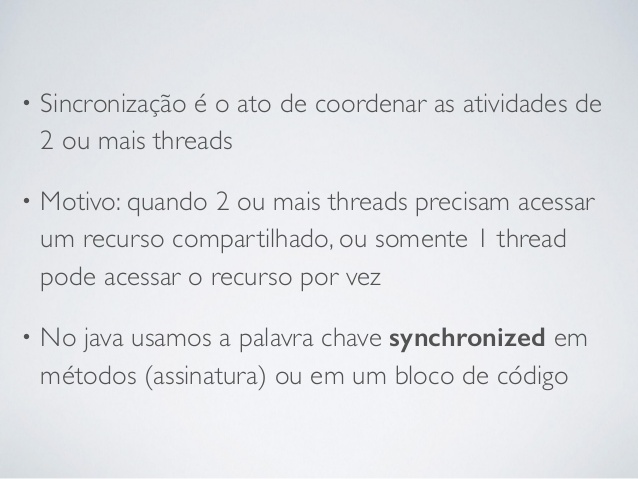 • Sincronização é o ato de coordenar as atividades de
2 ou mais threads
• Motivo: quando 2 ou mais threads precisam acessar
um recurso compartilhado, ou somente 1 thread
pode acessar o recurso por vez
• No java usamos a palavra chave synchronized em
métodos (assinatura) ou em um bloco de código